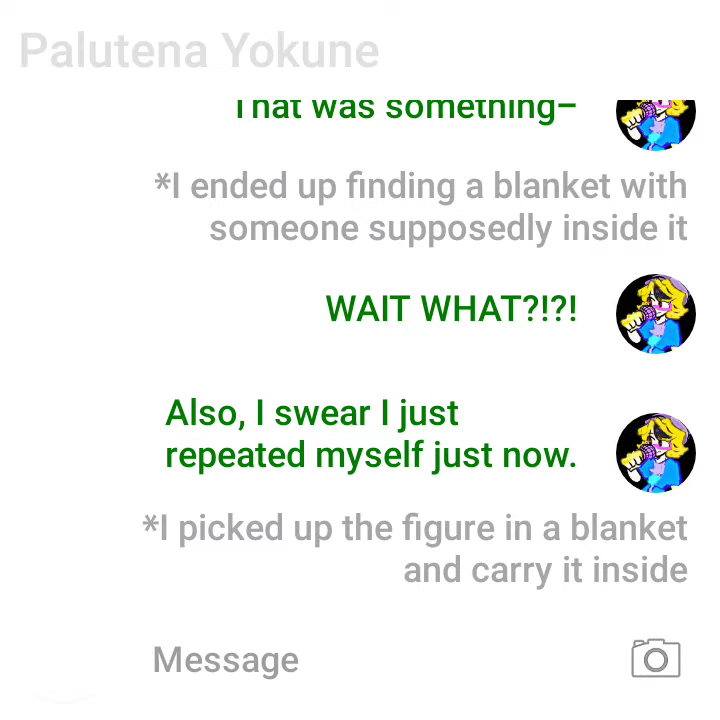 Palutena Yokune
That was something–
*I ended up finding a blanket with
someone supposedly inside it
WAIT WHAT?!?!
Also, I swear I just
repeated myself just now.
*I picked up the figure in a blanket
and carry it inside
Message